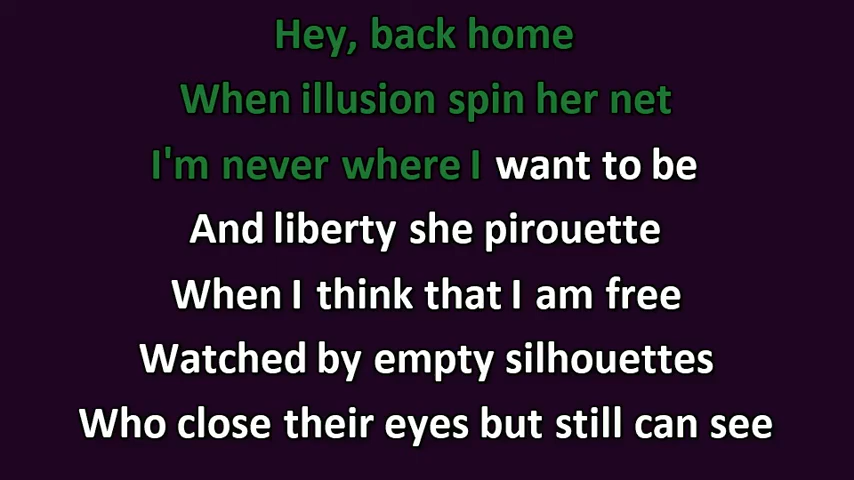 Hey, back home
When illusion spin her net
I'm never where I want to be
And liberty she pirouette
When I think that I am free
Watched by empty silhouettes
Who close their eyes but still can see